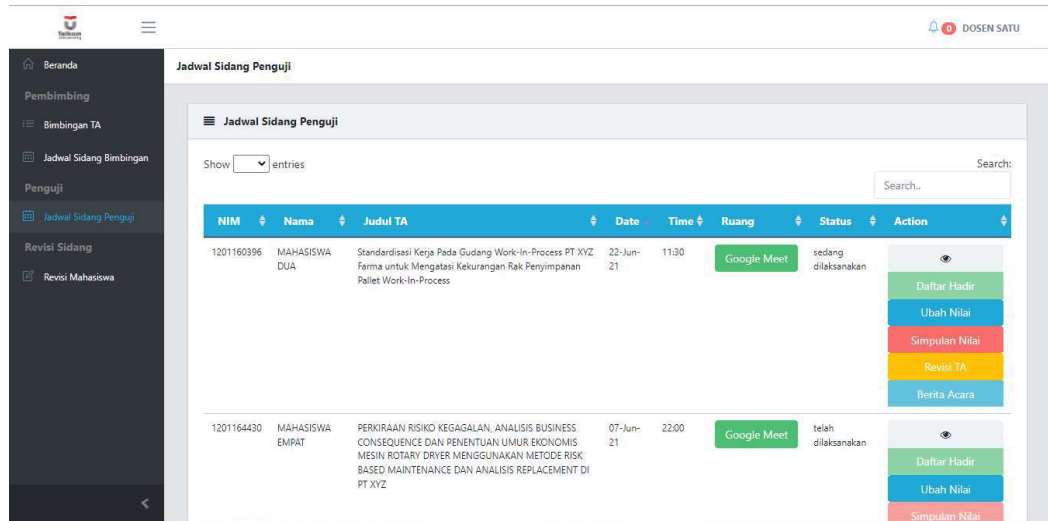 Telkom
0 DOSEN SATU
Beranda
Pembimbing
Bimbingan TA
Jadwal Sidang Bimbingan
Penguji
Jadwal Sidang Penguji
Revisi Sidang
Revisi Mahasiswa
Jadwal Sidang Penguji
Jadwal Sidang Penguji
Show entries
Search:
Search..
NIM Nama Judul TA Date Time Ruang Status Action
1201160396 MAHASISWA DUA
Standardisasi Kerja Pada Gudang Work-In-Process PT XYZ
Farma untuk Mengatasi Kekurangan Rak Penyimpanan
Pallet Work-In-Process
22-Jun-
21
11:30
Google Meet
sedang
dilaksanakan
Daftar Hadir
Ubah Nilai
Simpulan Nilai
Revisi TA
Berita Acara
1201164430
MAHASISWA
EMPAT
PERKIRAAN RISIKO KEGAGALAN, ANALISIS BUSINESS
CONSEQUENCE DAN PENENTUAN UMUR EKONOMIS
MESIN ROTARY DRYER MENGGUNAKAN METODE RISK
BASED MAINTENANCE DAN ANALISIS REPLACEMENT DI
PT XYZ
07-Jun-
21
22:00
Google Meet
telah
dilaksanakan
Daftar Hadir
Ubah Nilai
Simpulan Nilai